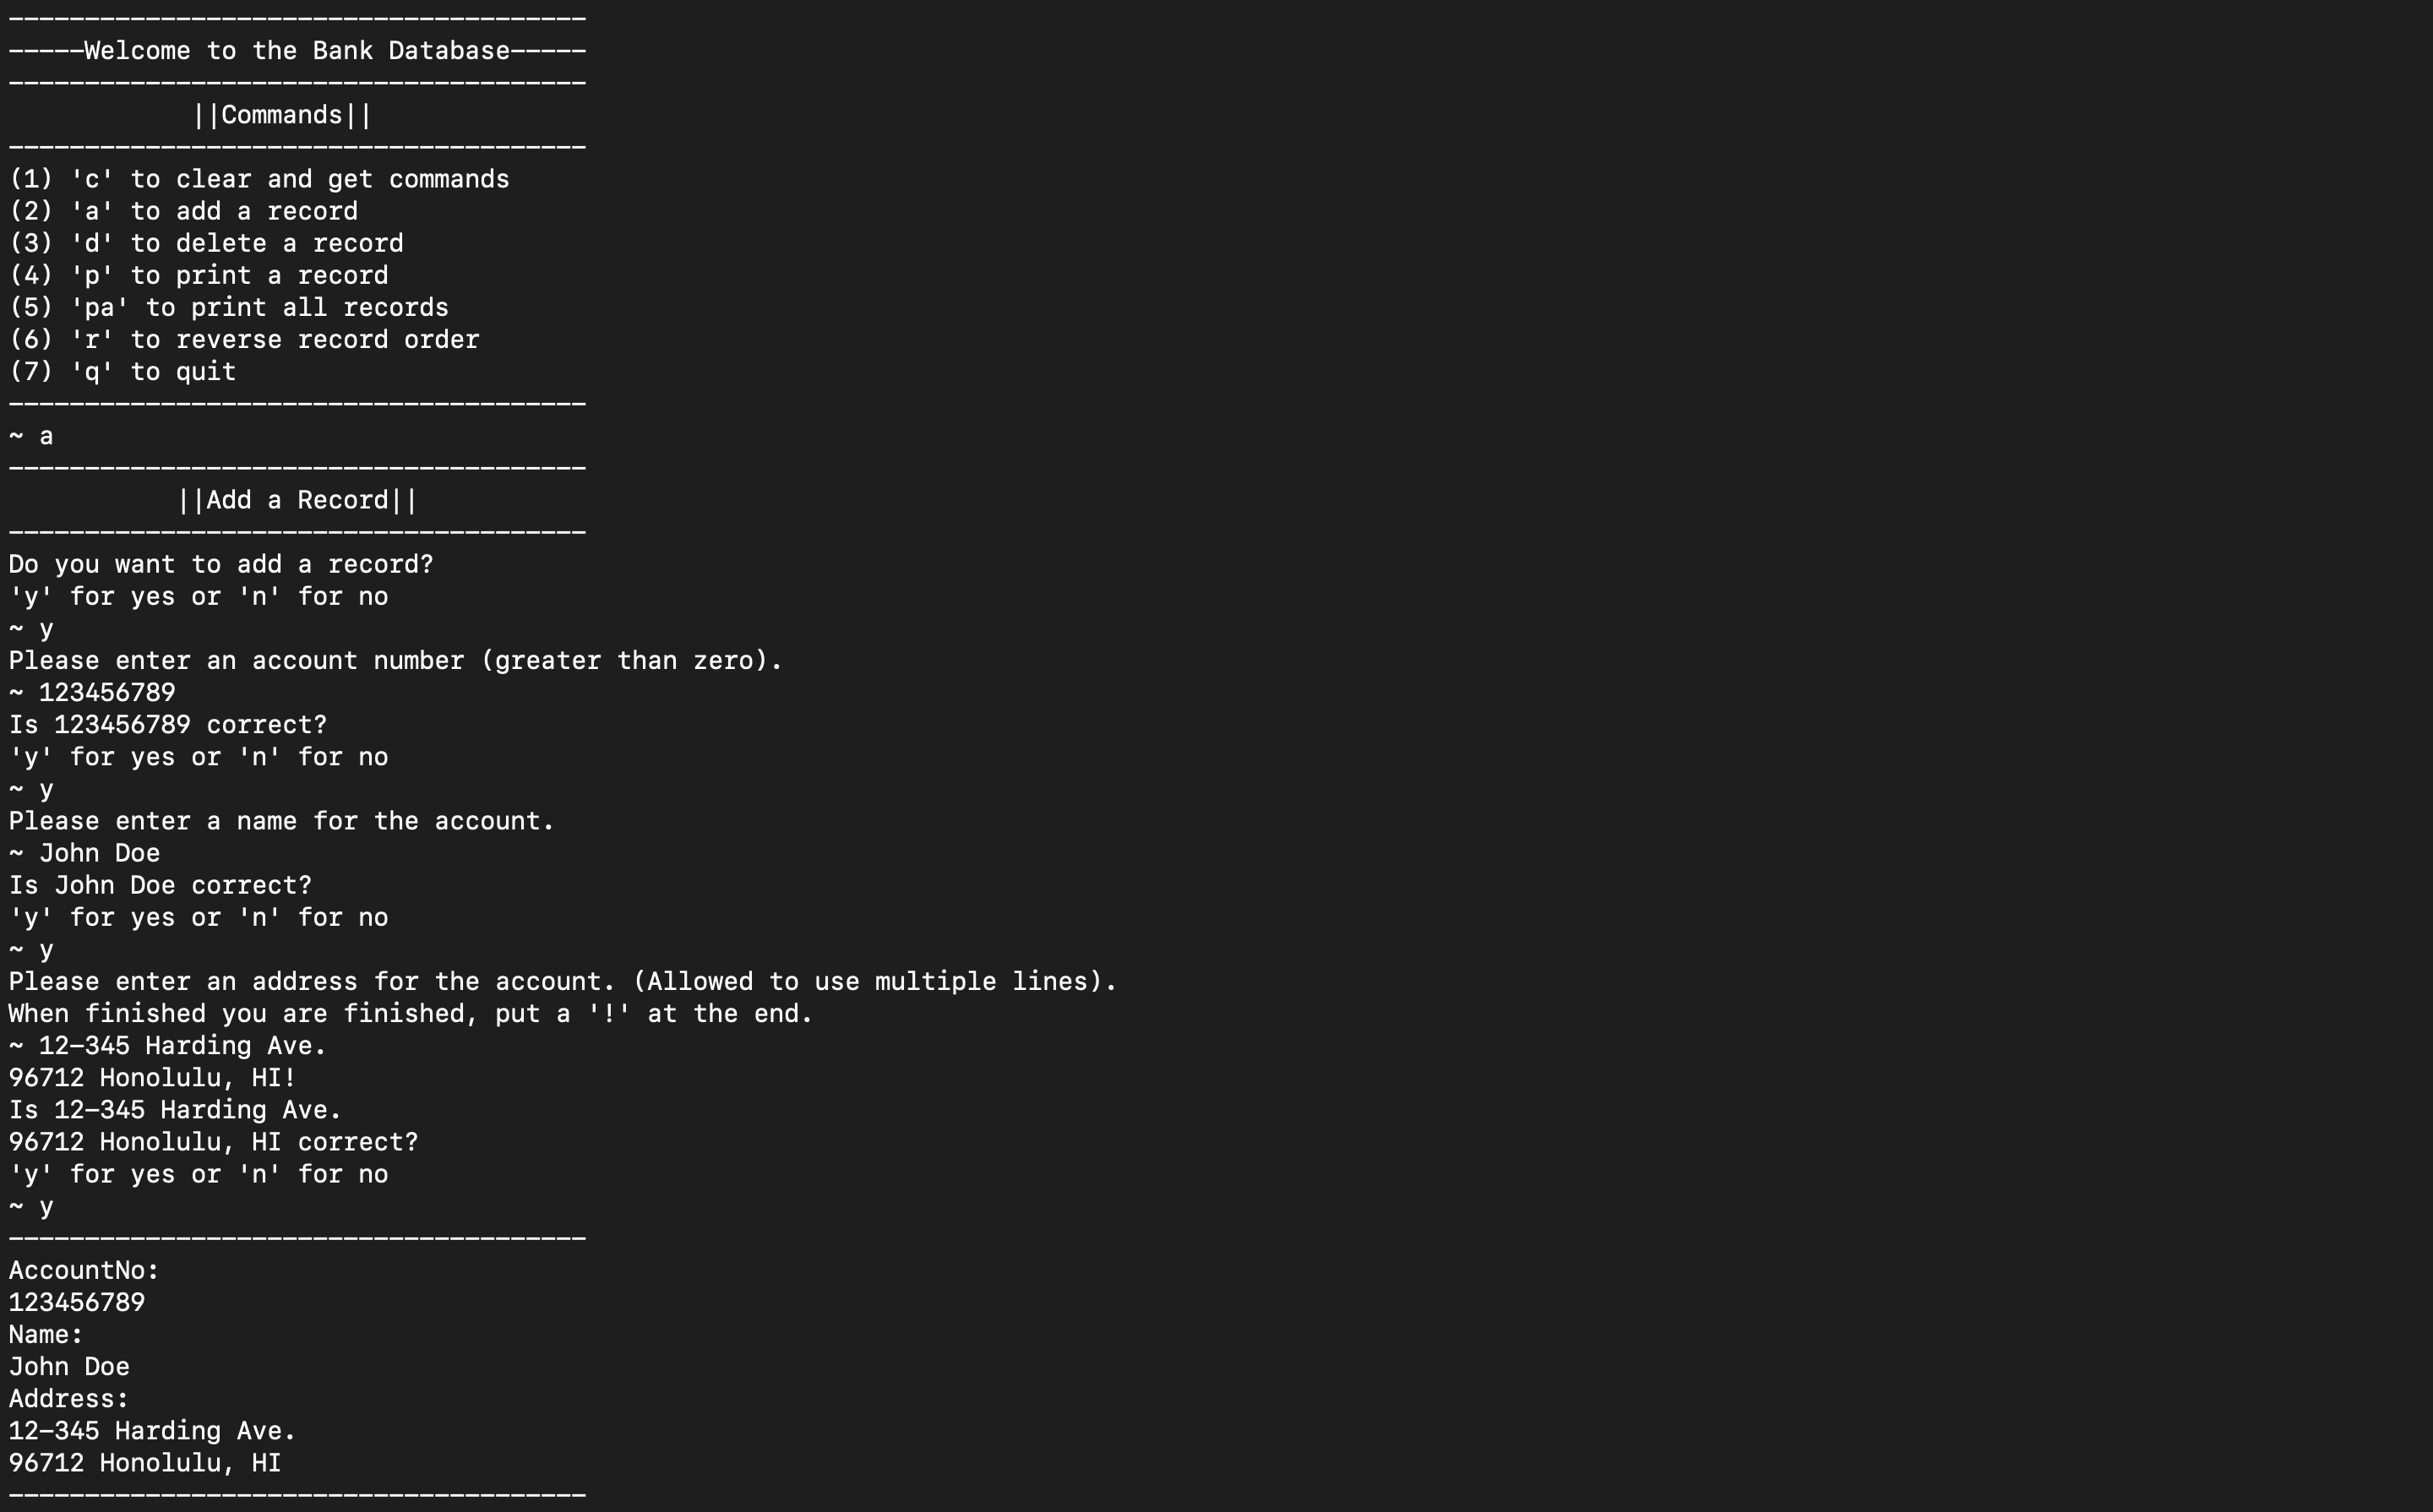 --------------------------------------
-----Welcome to the Bank Database-----
--------------------------------------
            ||Commands||
--------------------------------------
(1) 'c' to clear and get commands
(2) 'a' to add a record
(3) 'd' to delete a record
(4) 'p' to print a record
(5) 'pa' to print all records
(6) 'r' to reverse record order
(7) 'q' to quit
--------------------------------------
~ a
--------------------------------------
           ||Add a Record||
--------------------------------------
Do you want to add a record?
'y' for yes or 'n' for no
~ y
Please enter an account number (greater than zero).
~ 123456789
Is 123456789 correct?
'y' for yes or 'n' for no
~ y
Please enter a name for the account.
~ John Doe
Is John Doe correct?
'y' for yes or 'n' for no
~ y
Please enter an address for the account. (Allowed to use multiple lines).
When finished you are finished, put a '!' at the end.
~ 12-345 Harding Ave.
96712 Honolulu, HI!
Is 12-345 Harding Ave.
96712 Honolulu, HI correct?
'y' for yes or 'n' for no
~ y
--------------------------------------
AccountNo:
123456789
Name:
John Doe
Address:
12-345 Harding Ave.
96712 Honolulu, HI
--------------------------------------